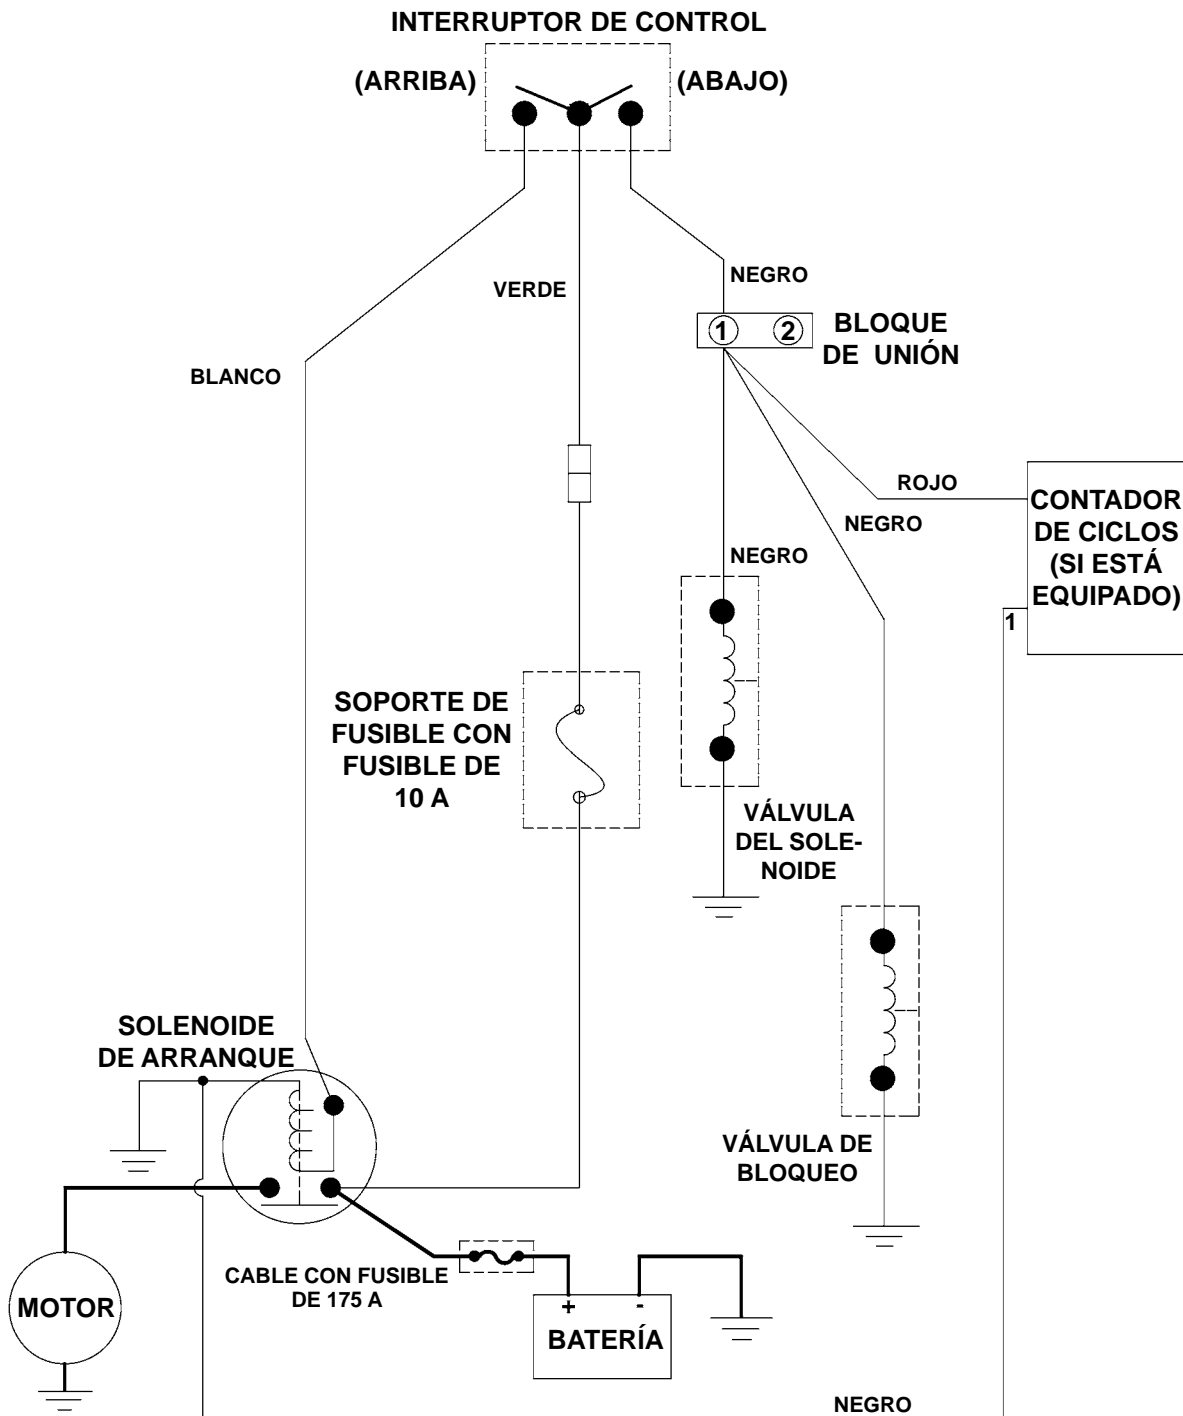 INTERRUPTOR DE CONTROL
(ARRIBA)
(ABAJO)
NEGRO
VERDE
1
2
BLOQUE
DE UNIÓN
BLANCO
ROJO
NEGRO
CONTADOR
DE CICLOS
(SI ESTÁ
EQUIPADO)
1
NEGRO
SOPORTE DE
FUSIBLE CON
FUSIBLE DE
10 A
VÁLVULA
DEL SOLE-
NOIDE
SOLENOIDE
DE ARRANQUE
VÁLVULA DE
BLOQUEO
CABLE CON FUSIBLE
DE 175 A
MOTOR
+ -
BATERÍA
NEGRO